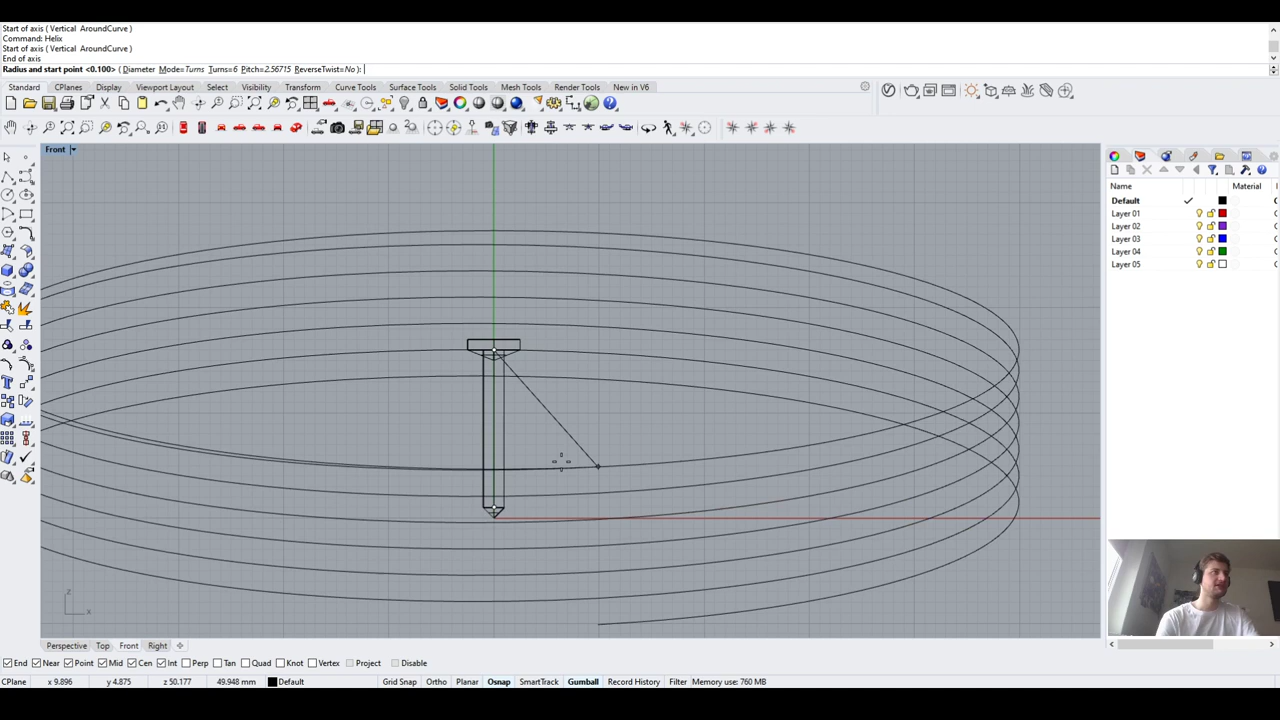 Start of axis ( Vertical  AroundCurve )
Command: Helix
Start of axis ( Vertical  AroundCurve )
End of axis
Radius and start point <0.100> ( Diameter  Mode=Turns  Turns=6  Pitch=2.56715  ReverseTwist=No ):
Standard CPlanes Display Viewport Layout Select Visibility Transform Curve Tools Surface Tools Mesh Tools Rhino Tools New in V6
Front
Name Material
Default
Layer 01
Layer 02
Layer 03
Layer 04
Layer 05
z
x
Perspective Top Front Right
End Near Point Mid Cen Int Perp Tan Quad Knot Vertex Project Disable
CPlane x 9.896 y 4.875 z 50.177 49.948 mm Default Grid Snap Ortho Planar Osnap SmartTrack Gumball Record History Filter Memory use: 760 MB